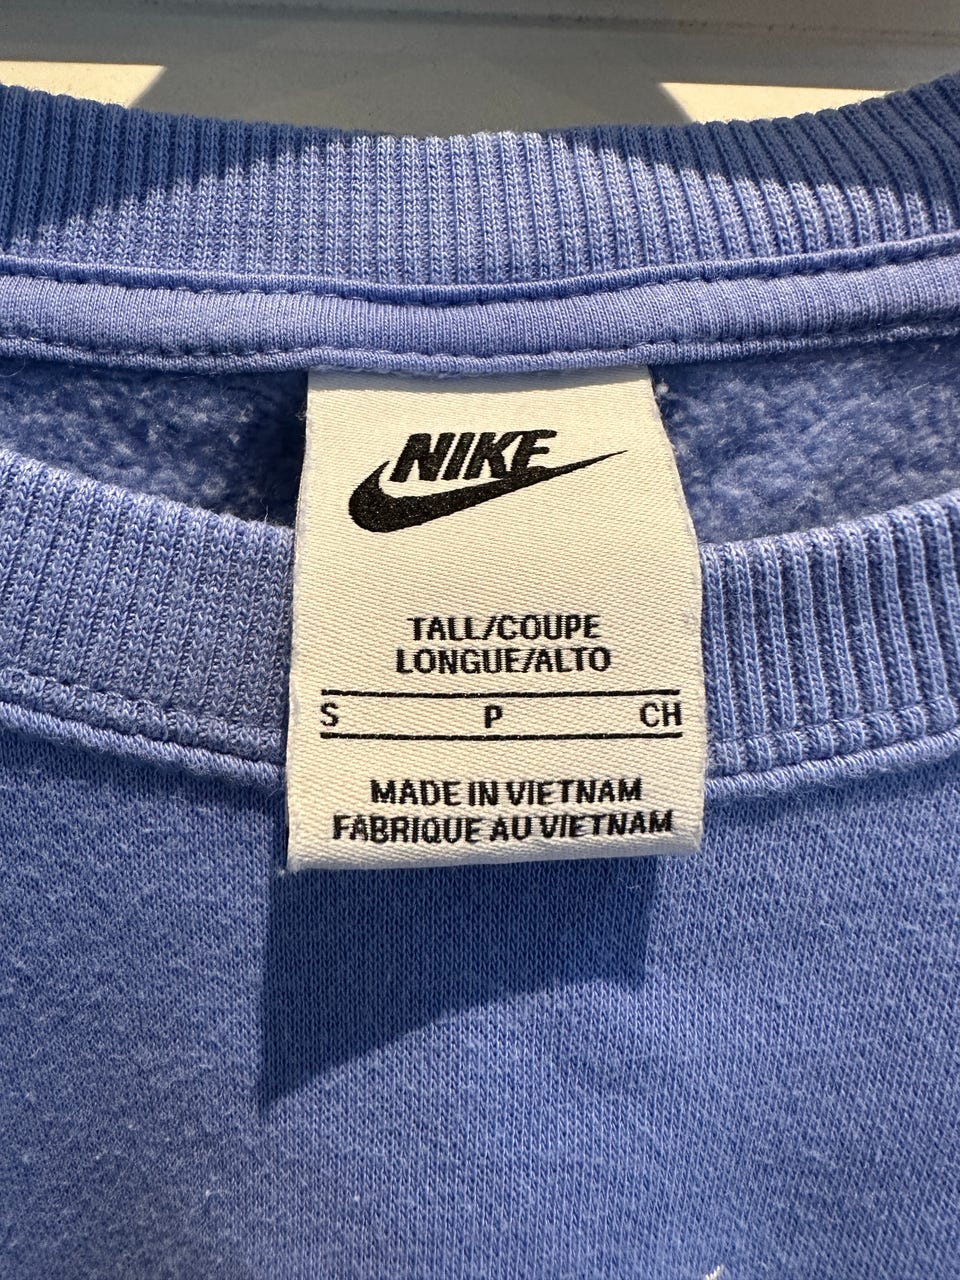 NIKE
TALL/COUPE
LONGUE/ALTO
S P CH
MADE IN VIETNAM
FABRIQUE AU VIETNAM